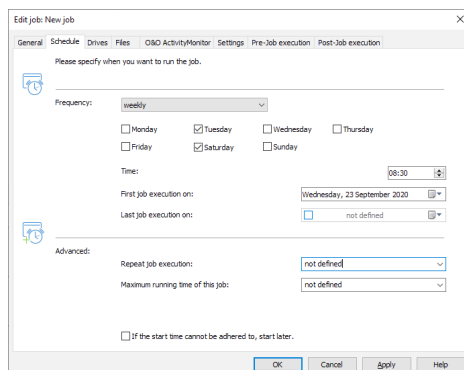 Edit job: New job
General Schedule Drives Files O&O ActivityMonitor Settings Pre-Job execution Post-Job execution
Please specify when you want to run the job.
Frequency: weekly
Monday Tuesday Wednesday Thursday
Friday Saturday Sunday
Time: 08:30
First job execution on: Wednesday, 23 September 2020
Last job execution on: not defined
Advanced:
Repeat job execution: not defined
Maximum running time of this job: not defined
If the start time cannot be adhered to, start later.
OK Cancel Apply Help